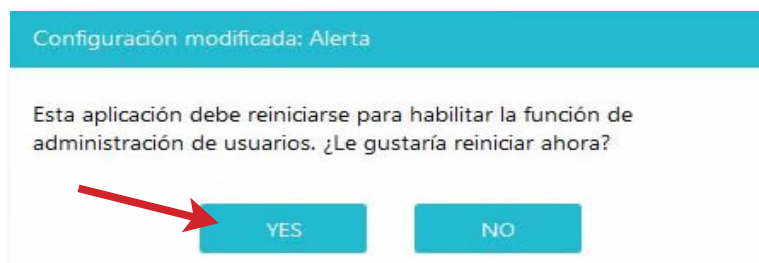 Configuración modificada: Alerta
Esta aplicación debe reiniciarse para habilitar la función de
administración de usuarios. ¿Le gustaría reiniciar ahora?
YES
NO